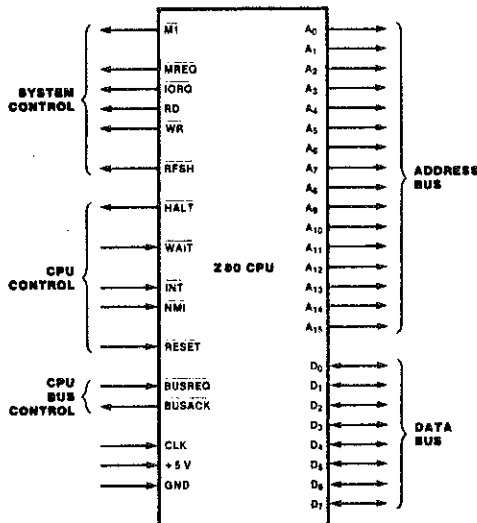 SYSTEM
CONTROL
M1
MREQ
IORQ
RD
WR
RFSH
CPU
CONTROL
HALT
WAIT
INT
NMI
RESET
CPU
BUS
CONTROL
BUSREQ
BUSACK
CLK
+5 V
GND
Z80 CPU
A0
A1
A2
A3
A4
A5
A6
A7
A8
A9
A10
A11
A12
A13
A14
A15
ADDRESS
BUS
D0
D1
D2
D3
D4
D5
D6
D7
DATA
BUS